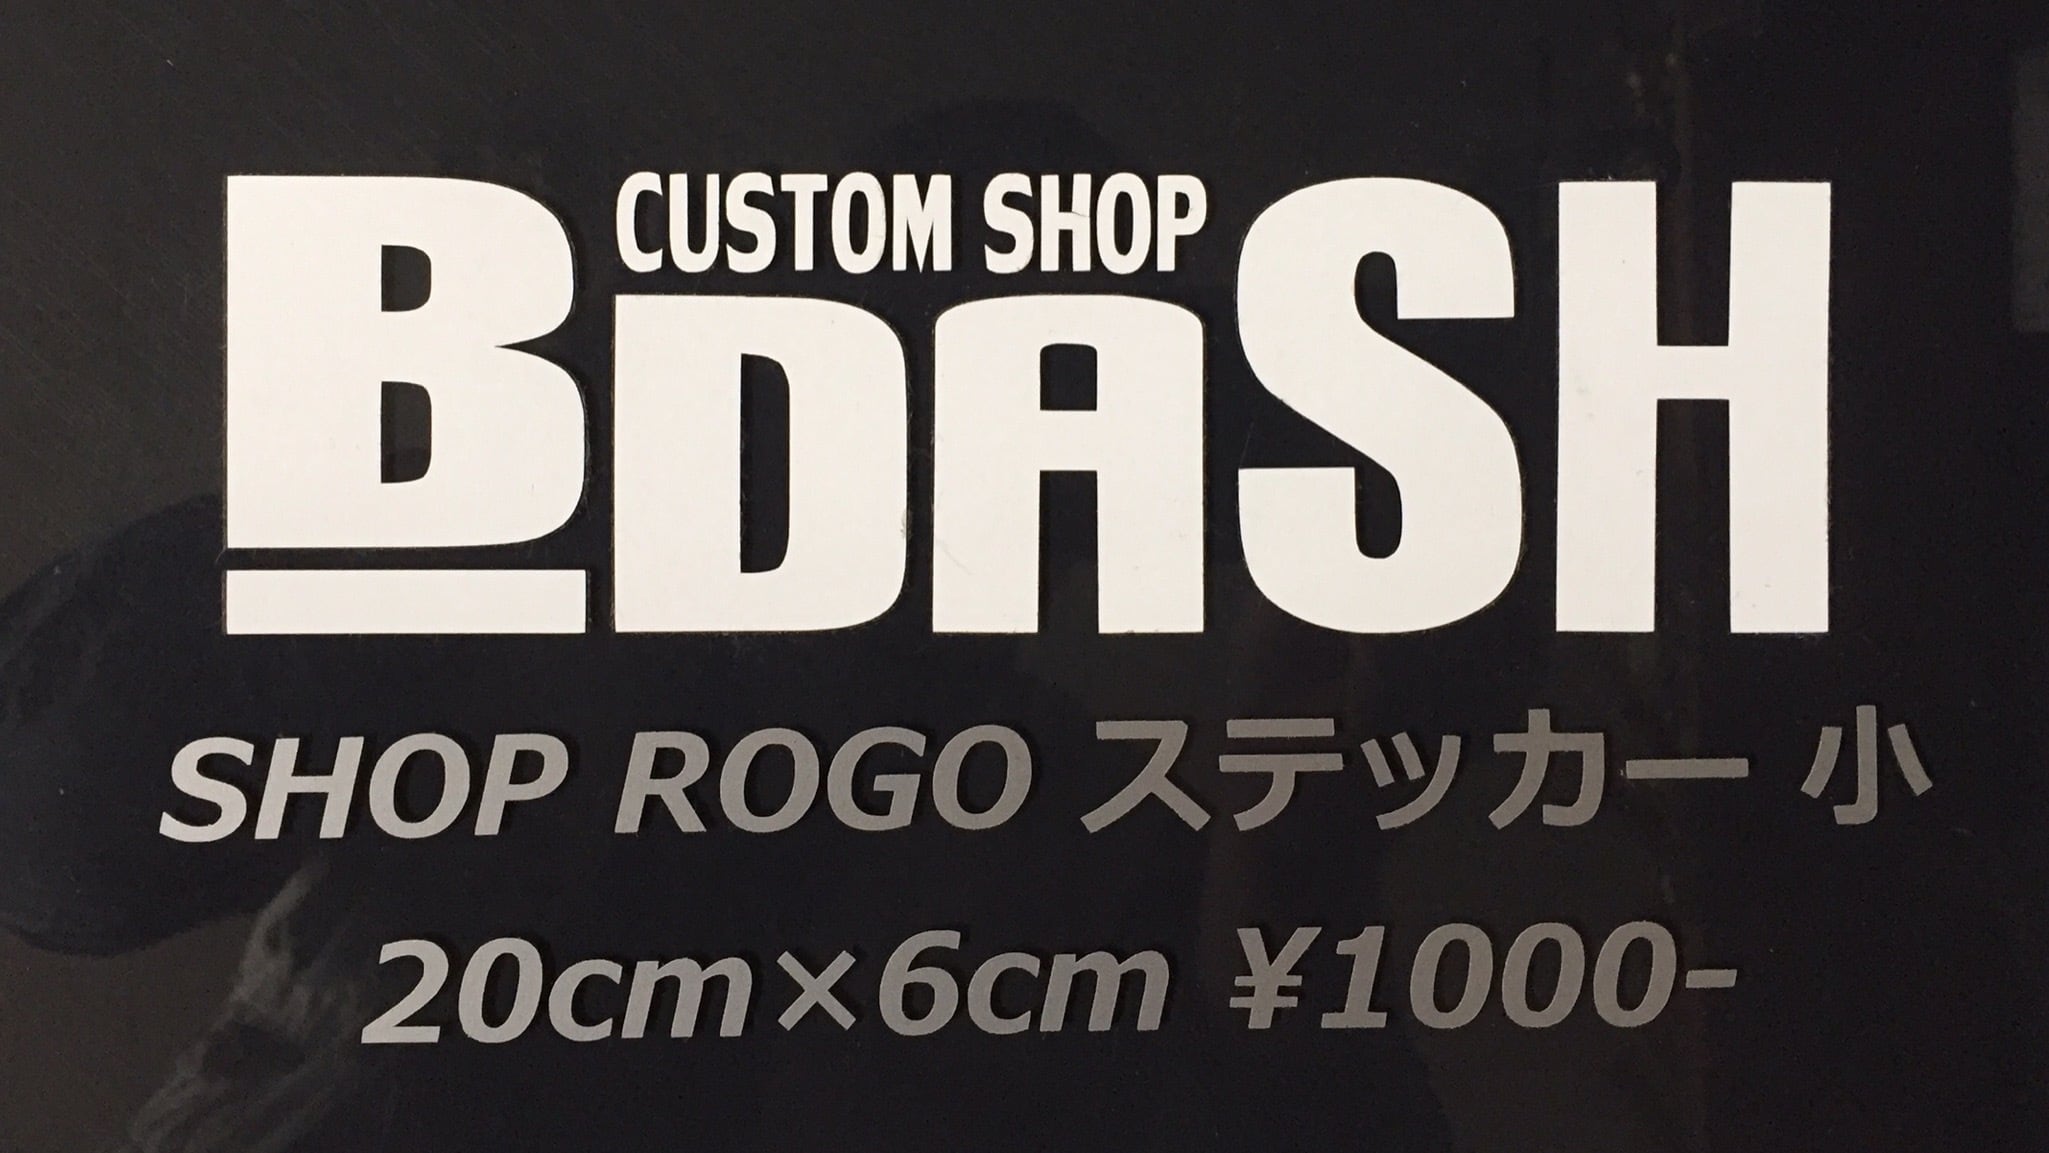 CUSTOM SHOP
BDASH
SHOP ROGO ステッカー 小
20cm×6cm ¥1000-